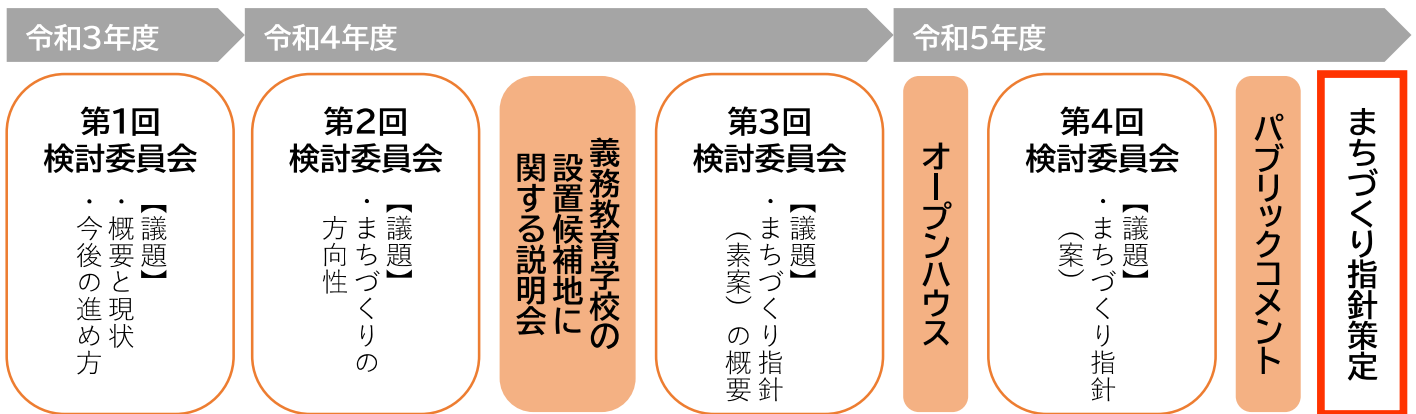 令和3年度
令和4年度
令和5年度
第1回
検討委員会
【議題】
・概要と現状
・今後の進め方
第2回
検討委員会
【議題】
・まちづくりの
方向性
義務教育学校の
設置候補地に
関する説明会
第3回
検討委員会
【議題】
・まちづくり指針
（素案）の概要
オープンハウス
第4回
検討委員会
【議題】
・まちづくり指針
（案）
パブリックコメント
まちづくり指針策定